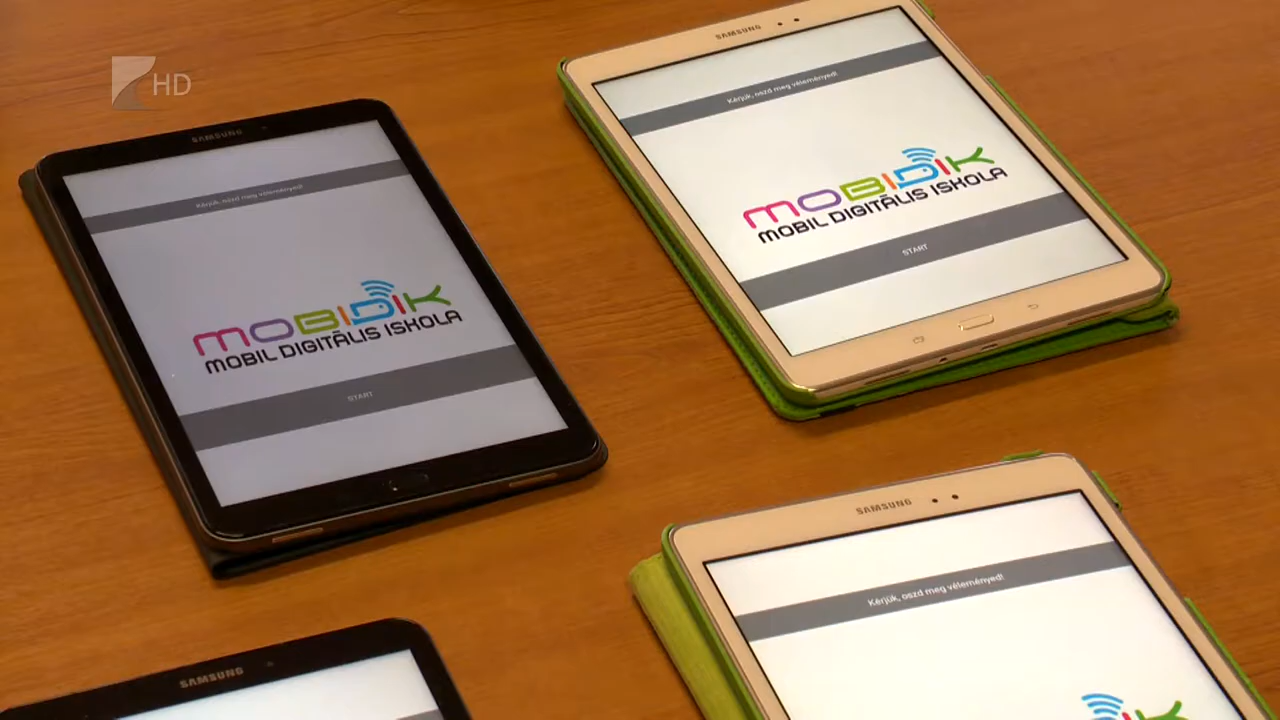 HD
SAMSUNG
Kérjük, oszd meg véleményed!
MOBIDIK
MOBIL DIGITÁLIS ISKOLA
START
SAMSUNG
Kérjük, oszd meg véleményed!
MOBIDIK
MOBIL DIGITÁLIS ISKOLA
START
SAMSUNG
Kérjük, oszd meg véleményed!
SAMSUNG